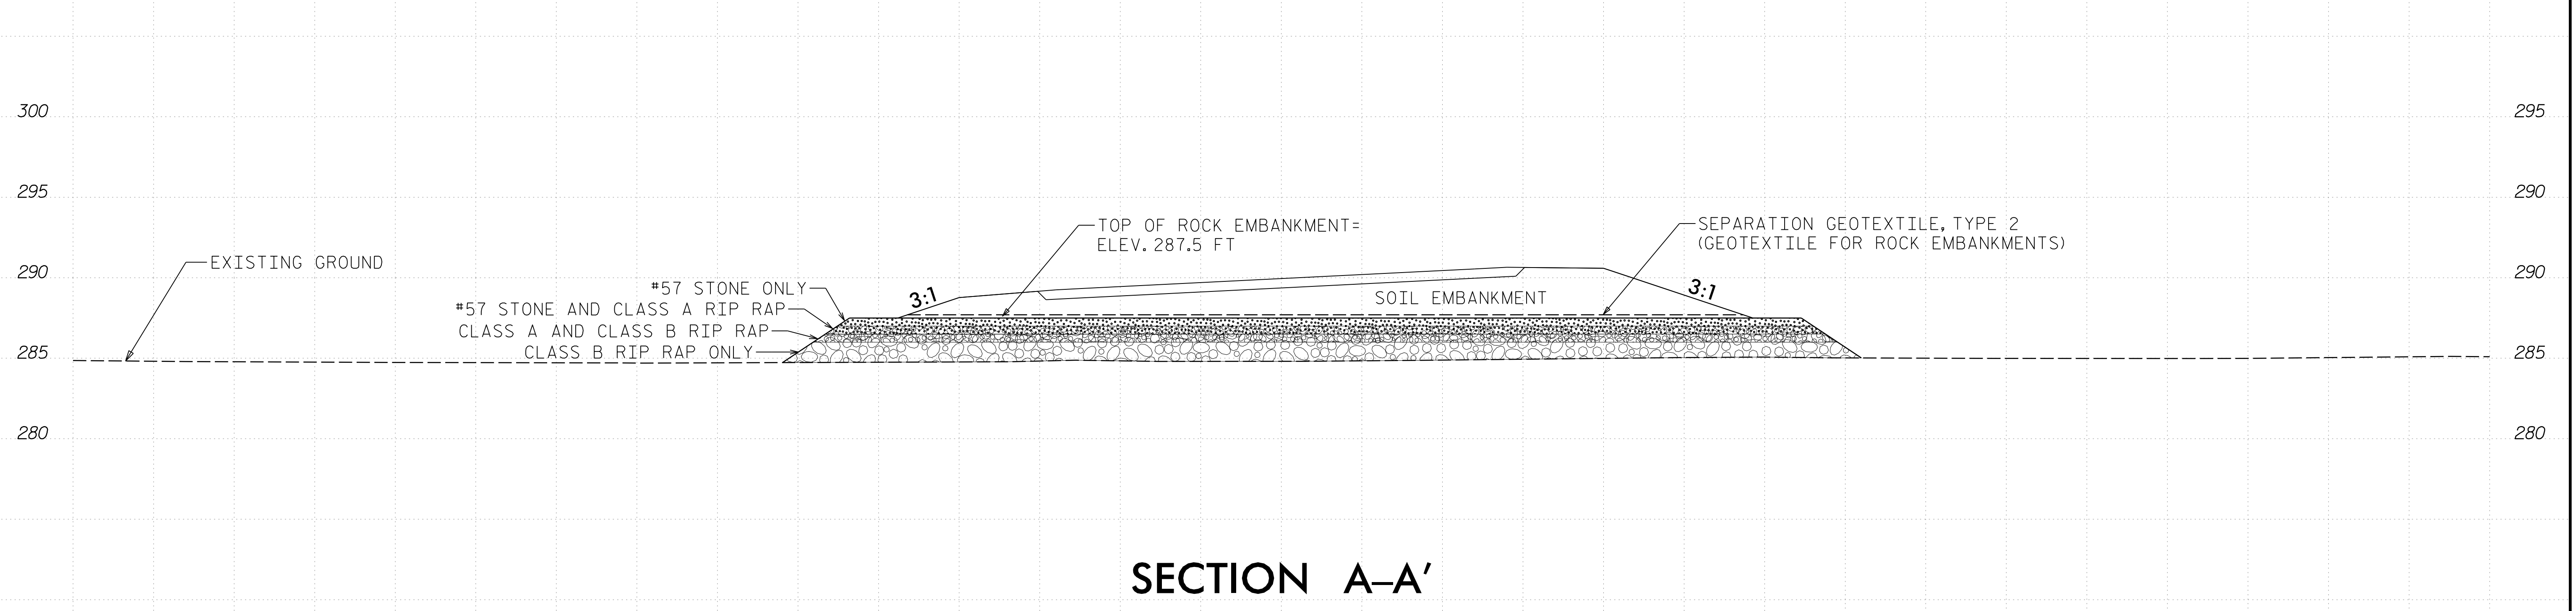 300
295
295
290
TOP OF ROCK EMBANKMENT=
ELEV. 287.5 FT
SEPARATION GEOTEXTILE, TYPE 2
(GEOTEXTILE FOR ROCK EMBANKMENTS)
EXISTING GROUND
290
290
#57 STONE ONLY
3:1
3:1
SOIL EMBANKMENT
#57 STONE AND CLASS A RIP RAP
CLASS A AND CLASS B RIP RAP
CLASS B RIP RAP ONLY
285
285
280
280
SECTION A–A'